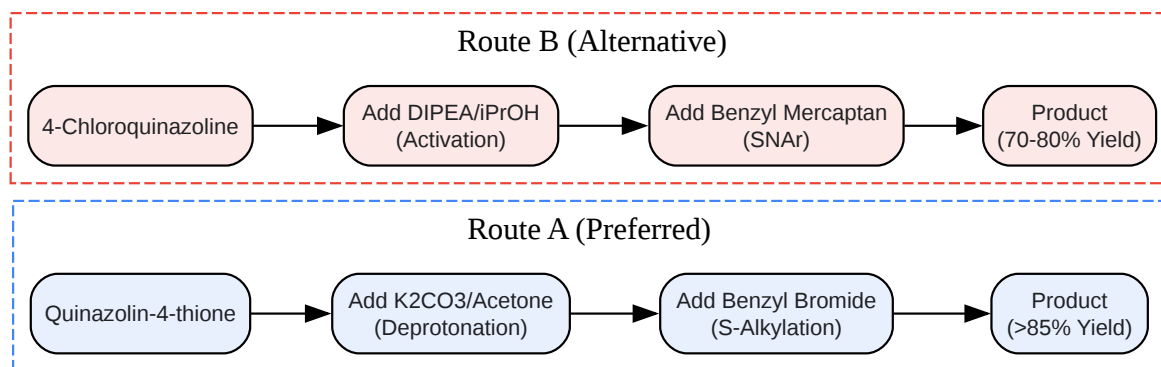 Route B (Alternative)
4-Chloroquinazoline
Add DIPEA/iPrOH
(Activation)
Add Benzyl Mercaptan
(SNAr)
Product
(70-80% Yield)
Route A (Preferred)
Quinazolin-4-thione
Add K2CO3/Acetone
(Deprotonation)
Add Benzyl Bromide
(S-Alkylation)
Product
(>85% Yield)